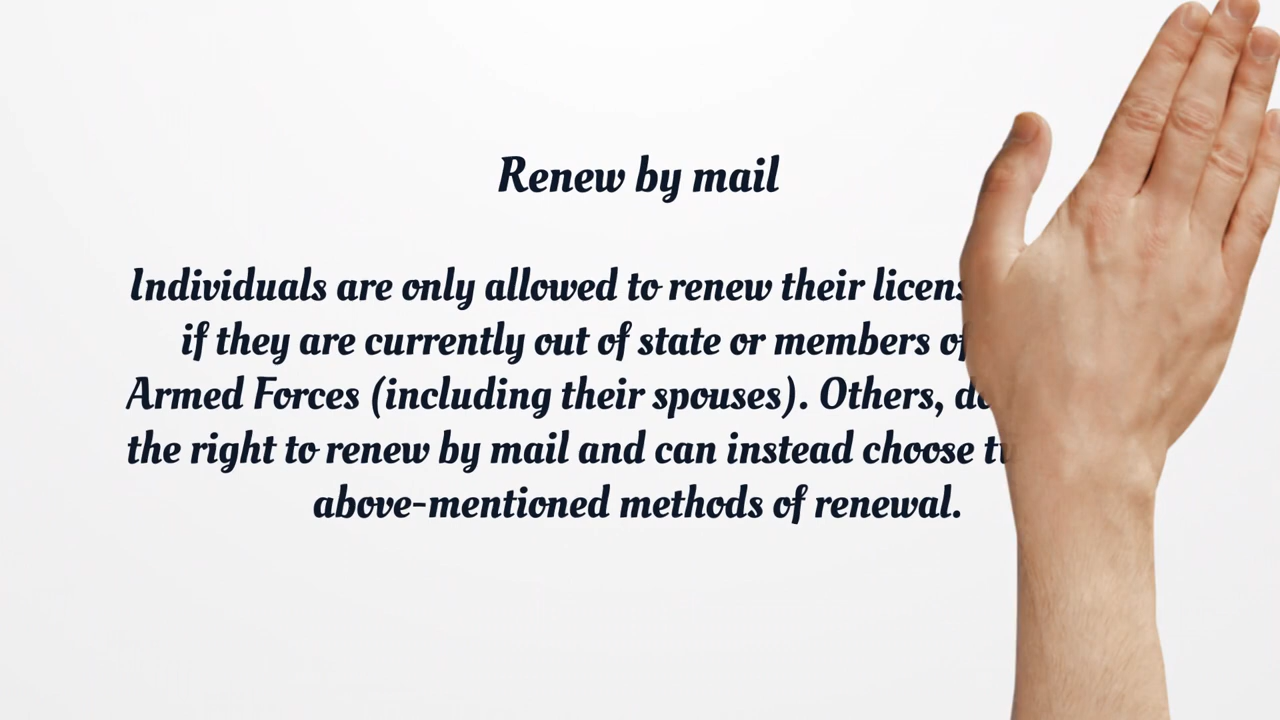 Renew by mail
Individuals are only allowed to renew their
if they are currently out of state or members
Armed Forces (including their spouses). Others,
the right to renew by mail and can instead choose
above-mentioned methods of renewal.